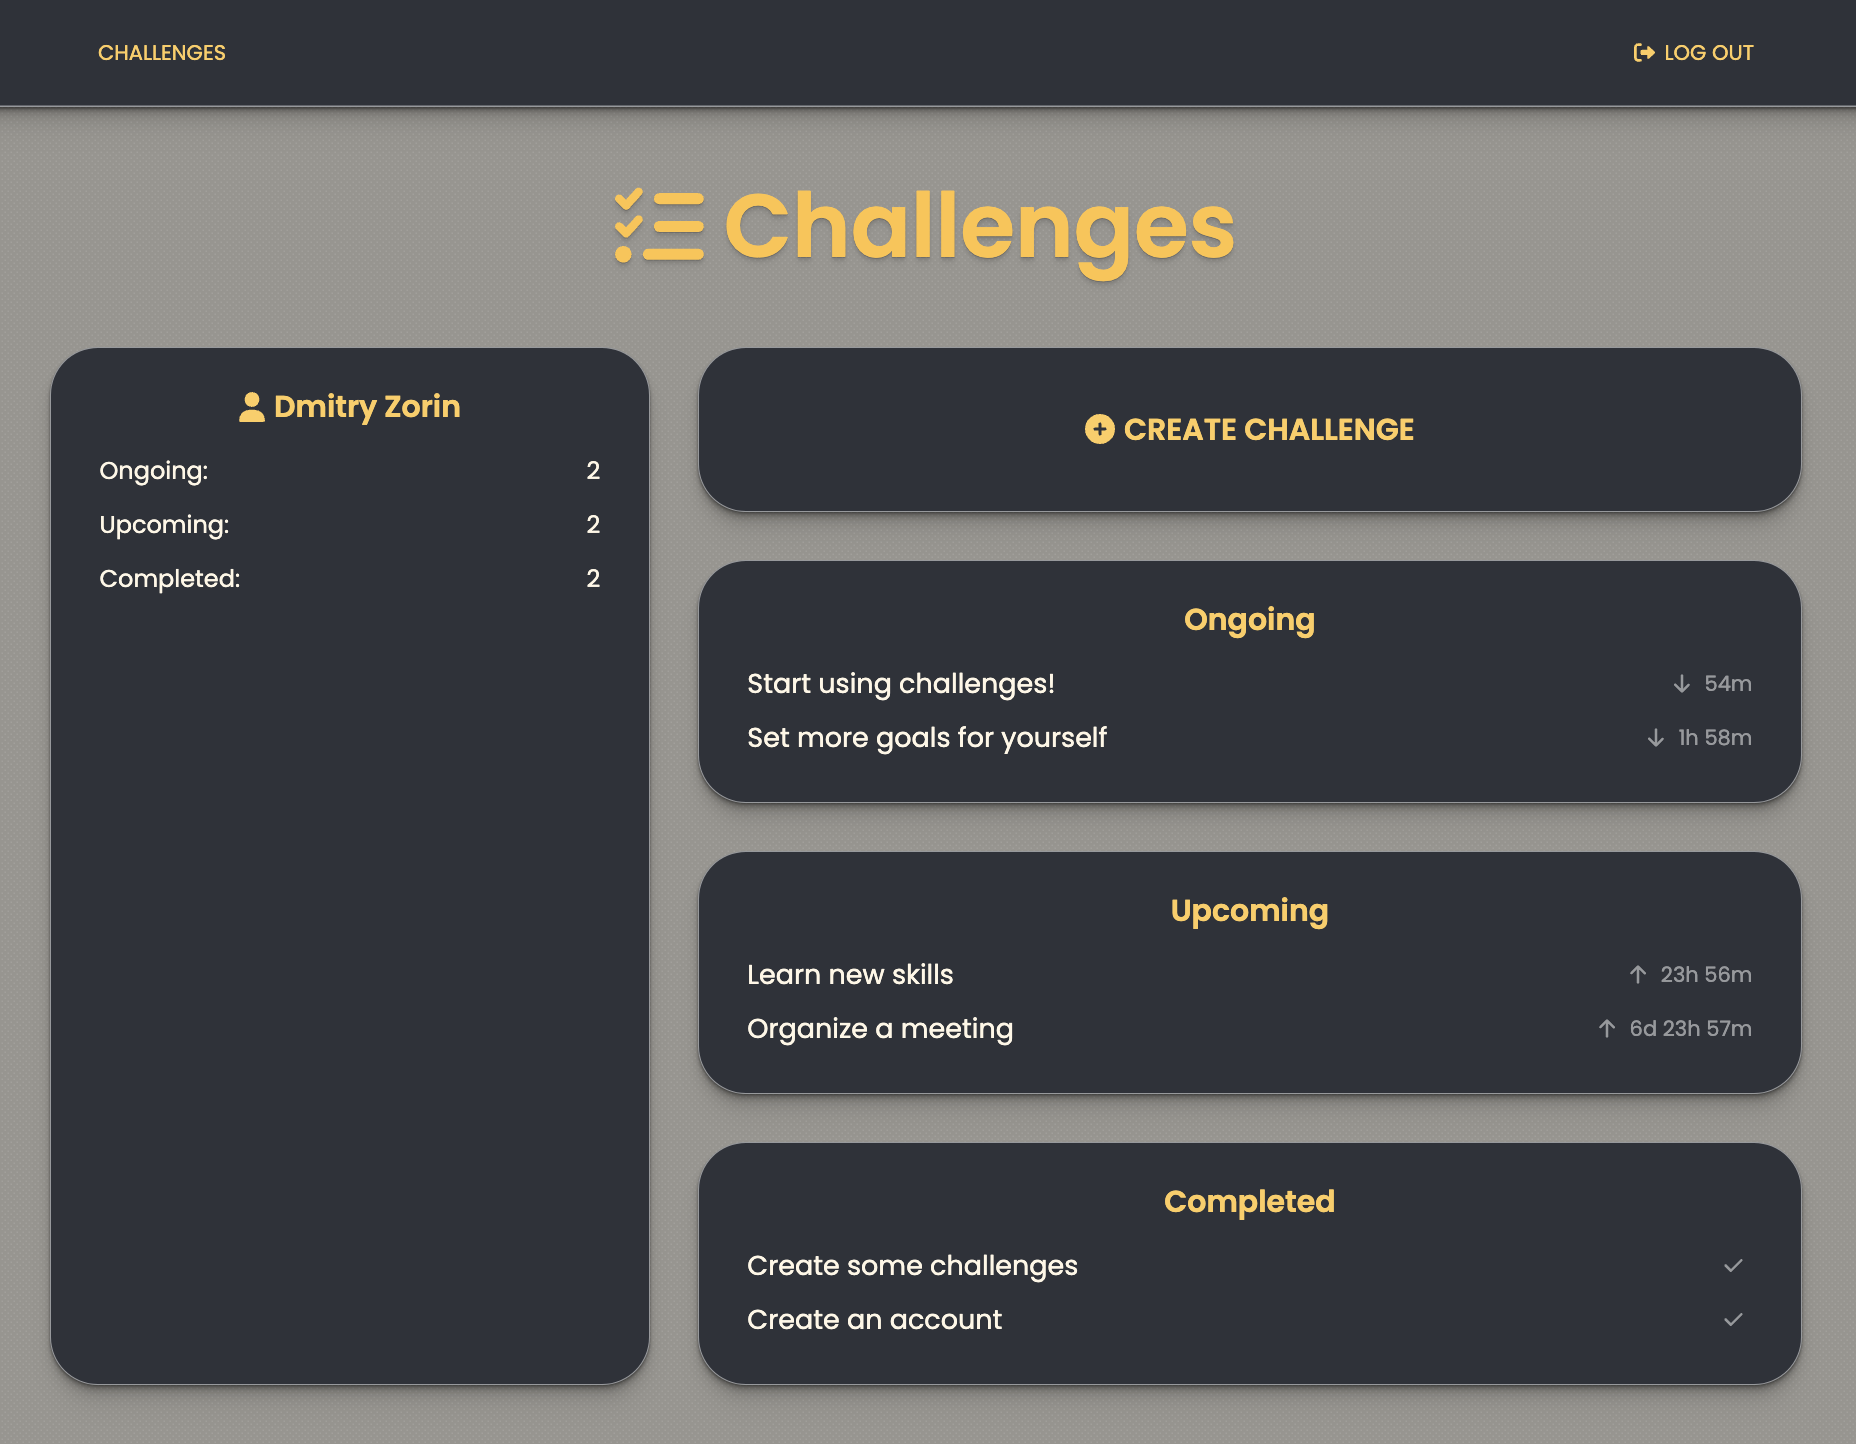 CHALLENGES
LOG OUT
Challenges
Dmitry Zorin
Ongoing: 2
Upcoming: 2
Completed: 2
CREATE CHALLENGE
Ongoing
Start using challenges! 54m
Set more goals for yourself 1h 58m
Upcoming
Learn new skills 23h 56m
Organize a meeting 6d 23h 57m
Completed
Create some challenges
Create an account